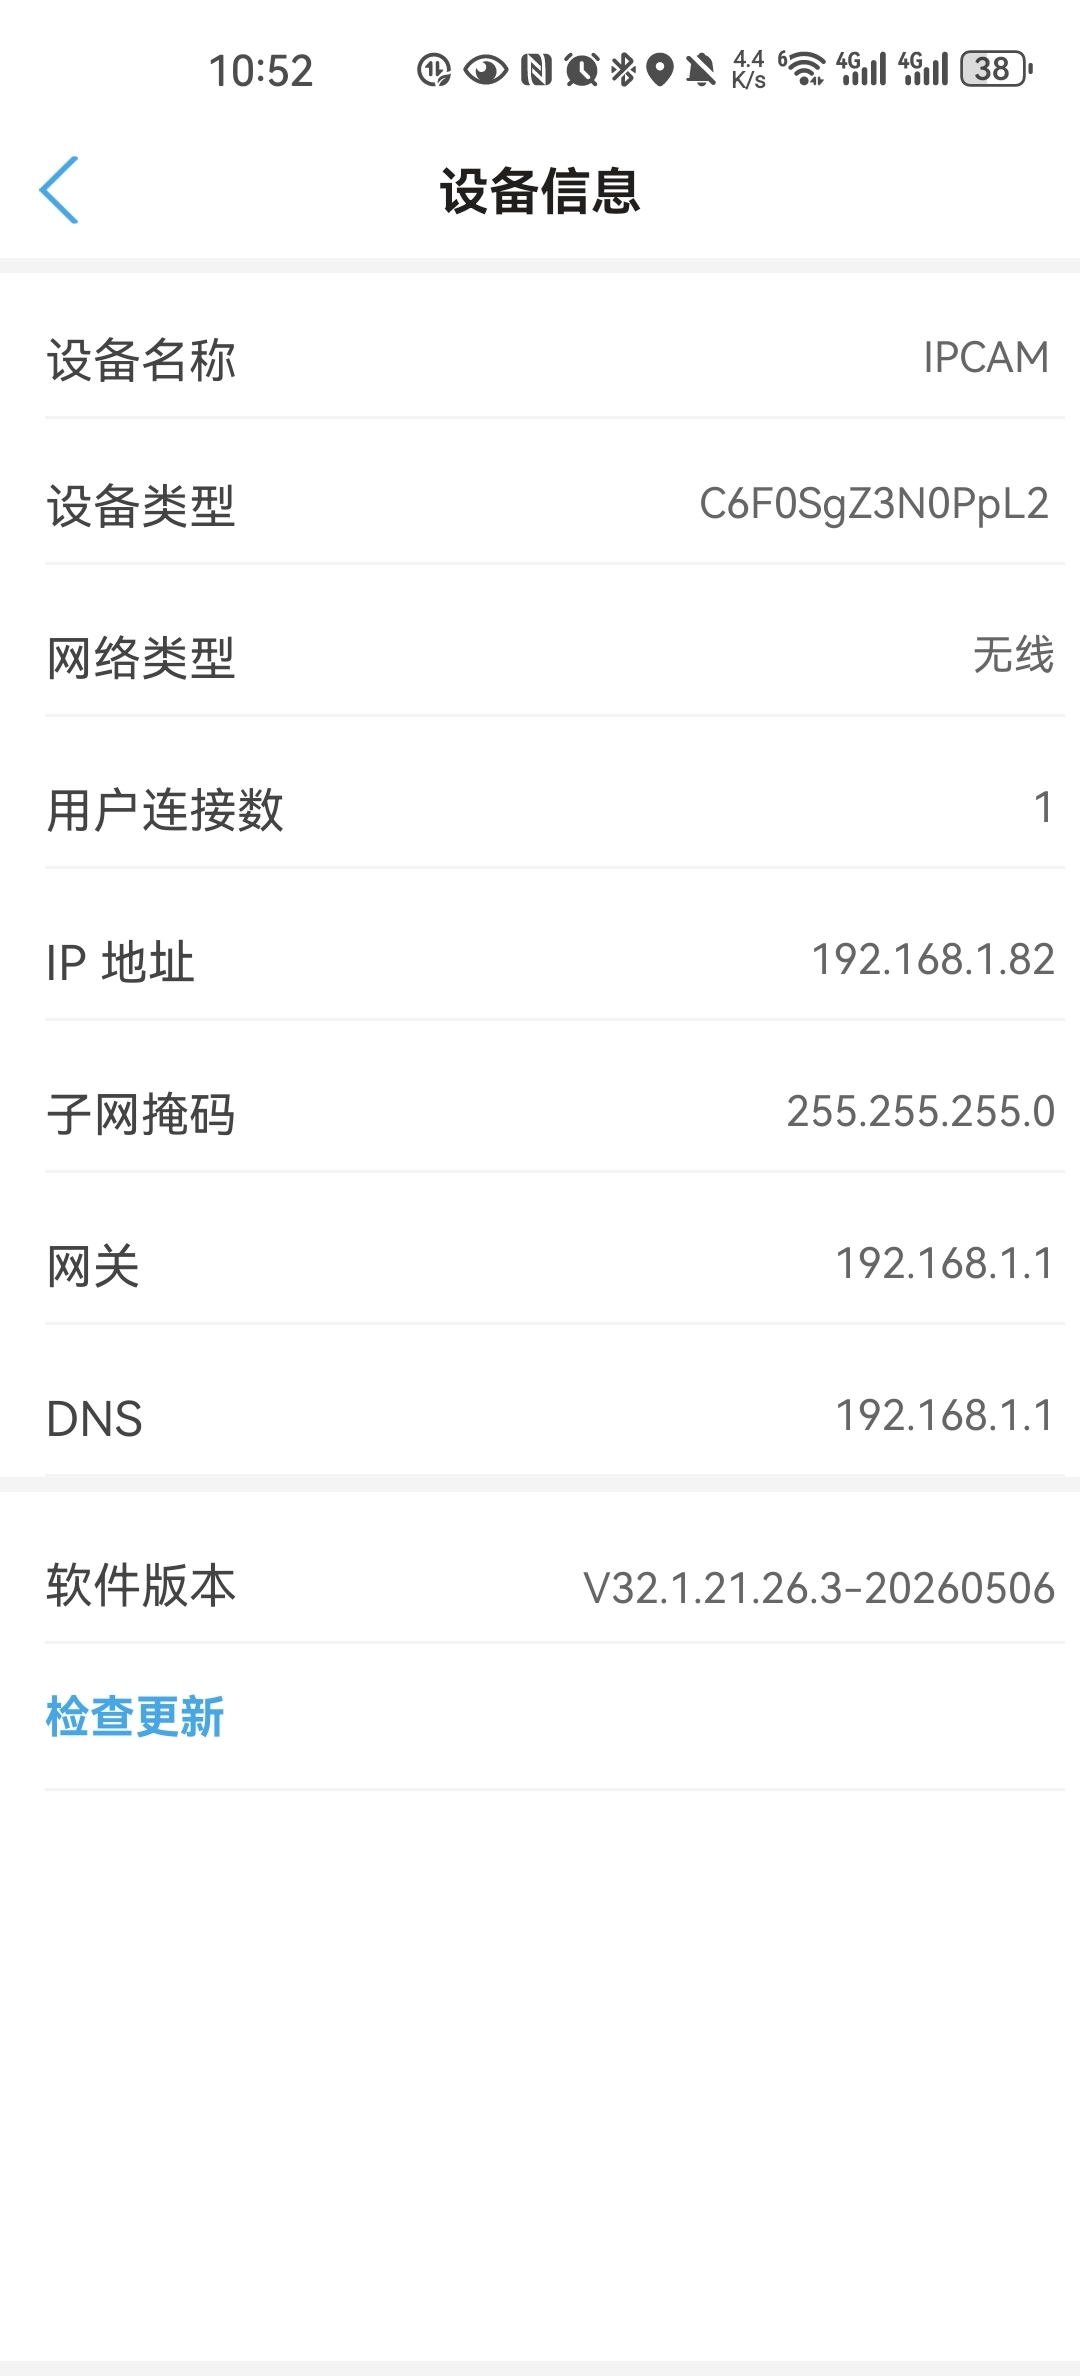 10:52 4.4 K/s 6 4G 4G 38
设备信息
设备名称 IPCAM
设备类型 C6F0SgZ3N0PpL2
网络类型 无线
用户连接数 1
IP 地址 192.168.1.82
子网掩码 255.255.255.0
网关 192.168.1.1
DNS 192.168.1.1
软件版本 V32.1.21.26.3-20260506
检查更新